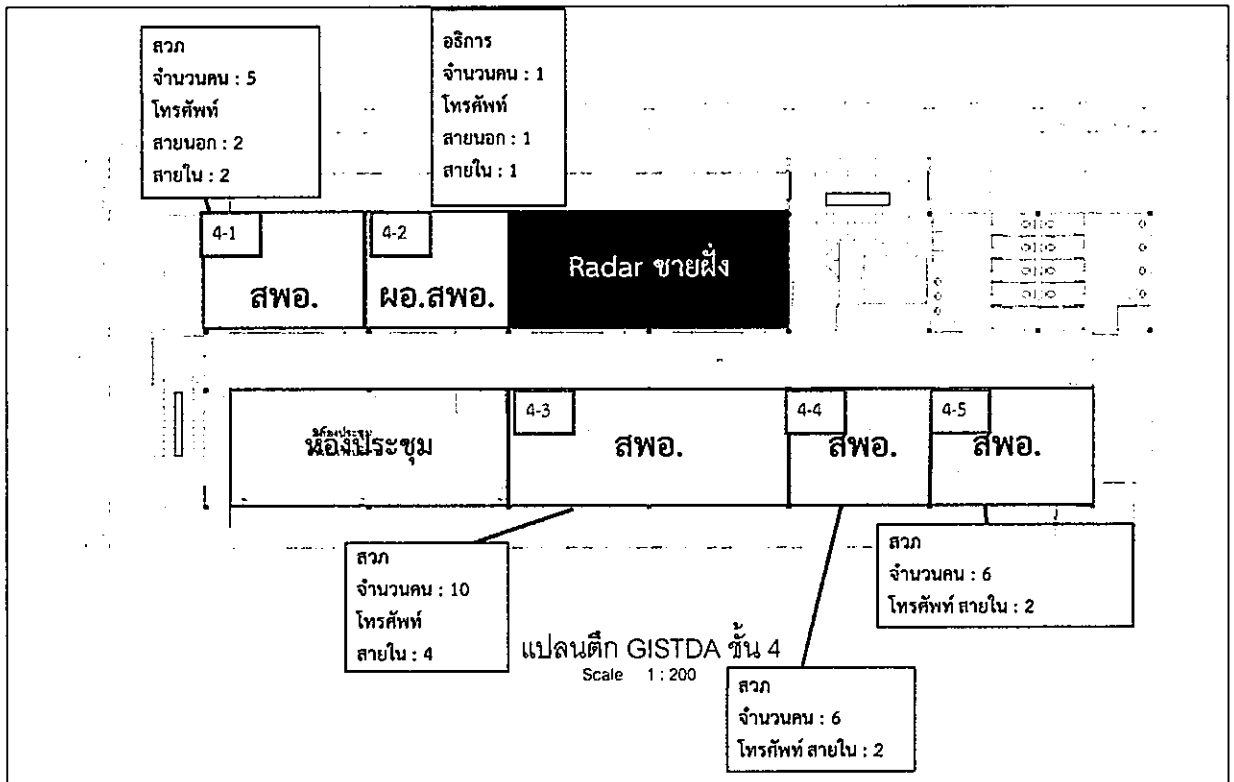 สวภ
จำนวนคน : 5
โทรศัพท์
สายนอก : 2
สายใน : 2
อธิการ
จำนวนคน : 1
โทรศัพท์
สายนอก : 1
สายใน : 1
4-1
สพอ.
4-2
ผอ.สพอ.
Radar ชายฝั่ง
ห้องประชุม
ห้องประชุม
4-3
สพอ.
4-4
สพอ.
4-5
สพอ.
สวภ
จำนวนคน : 10
โทรศัพท์
สายใน : 4
สวภ
จำนวนคน : 6
โทรศัพท์ สายใน : 2
แปลนตึก GISTDA ชั้น 4
Scale 1 : 200
สวภ
จำนวนคน : 6
โทรศัพท์ สายใน : 2